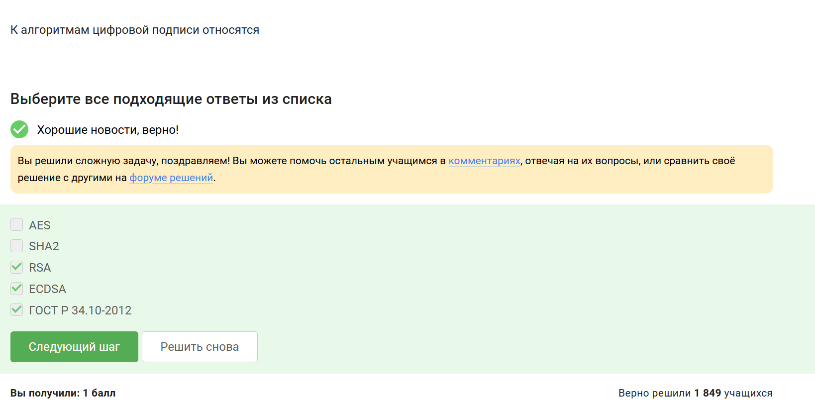 К алгоритмам цифровой подписи относятся
Выберите все подходящие ответы из списка
Хорошие новости, верно!
Вы решили сложную задачу, поздравляем! Вы можете помочь остальным учащимся в комментариях, отвечая на их вопросы, или сравнить своё
решение с другими на форуме решений.
AES
SHA2
RSA
ECDSA
ГОСТ Р 34.10-2012
Следующий шаг Решить снова
Вы получили: 1 балл Верно решили 1 849 учащихся